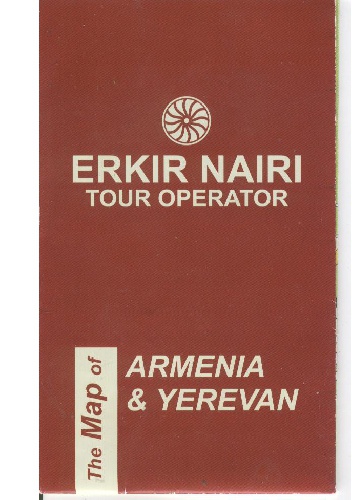 ERKIR NAIRI
TOUR OPERATOR
The Map of
ARMENIA
& YEREVAN